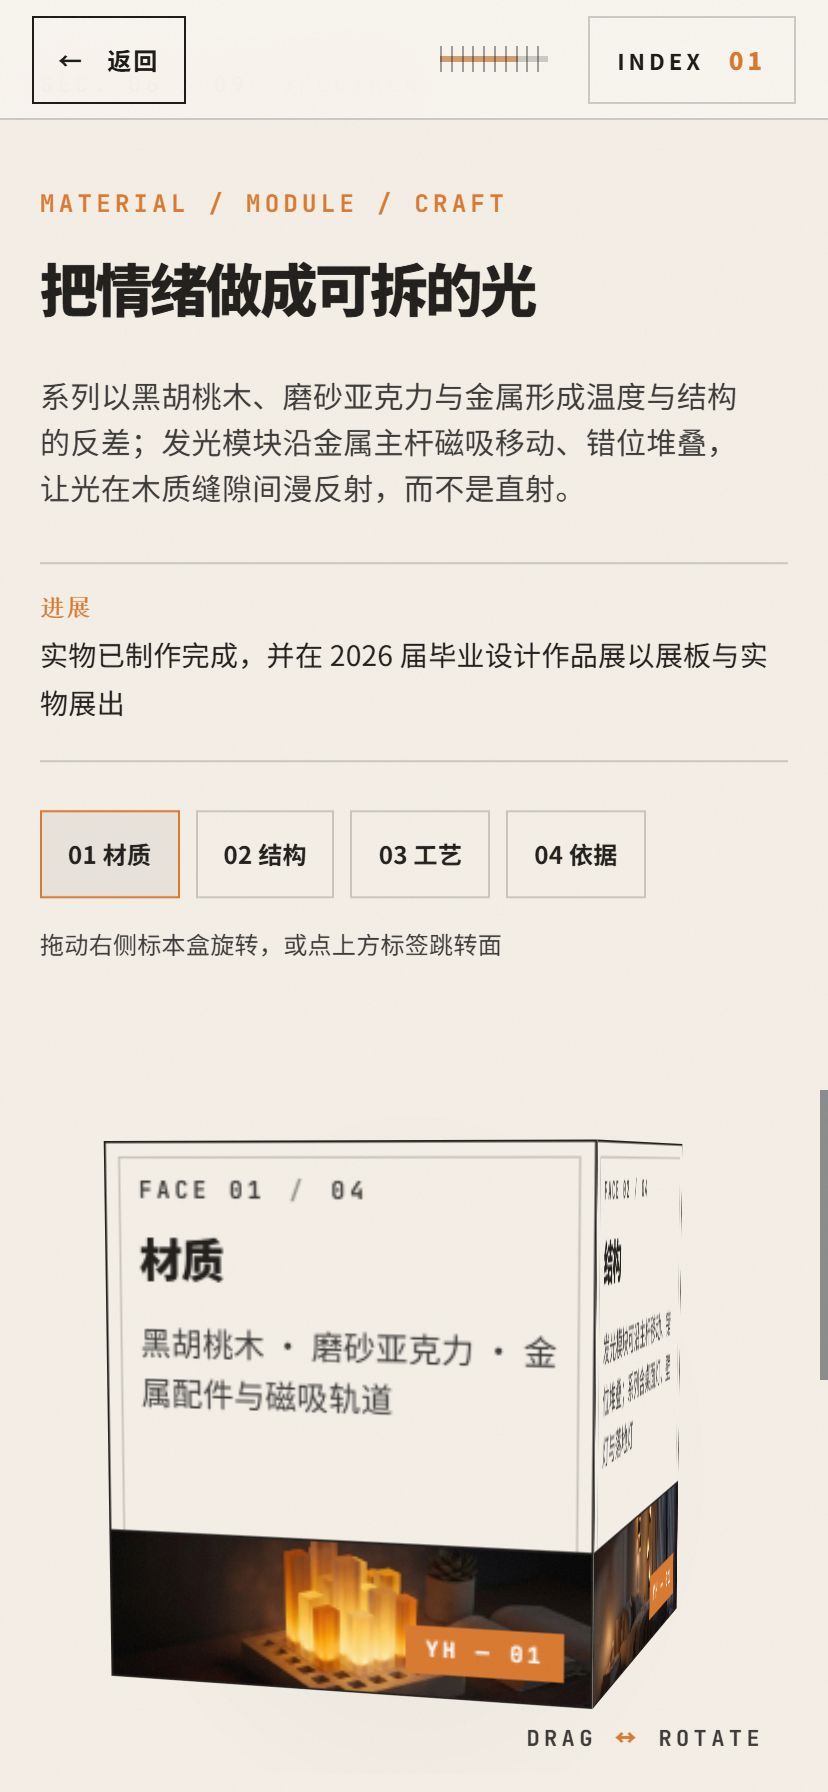 ← 返回
INDEX 01
MATERIAL / MODULE / CRAFT
把情绪做成可拆的光
系列以黑胡桃木、磨砂亚克力与金属形成温度与结构
的反差；发光模块沿金属主杆磁吸移动、错位堆叠，
让光在木质缝隙间漫反射，而不是直射。
进展
实物已制作完成，并在 2026 届毕业设计作品展以展板与实
物展出
01 材质
02 结构
03 工艺
04 依据
拖动右侧标本盒旋转，或点上方标签跳转面
FACE 01 / 04
材质
黑胡桃木 · 磨砂亚克力 · 金
属配件与磁吸轨道
YH — 01
FACE 02 / 04
结构
DRAG ↔ ROTATE